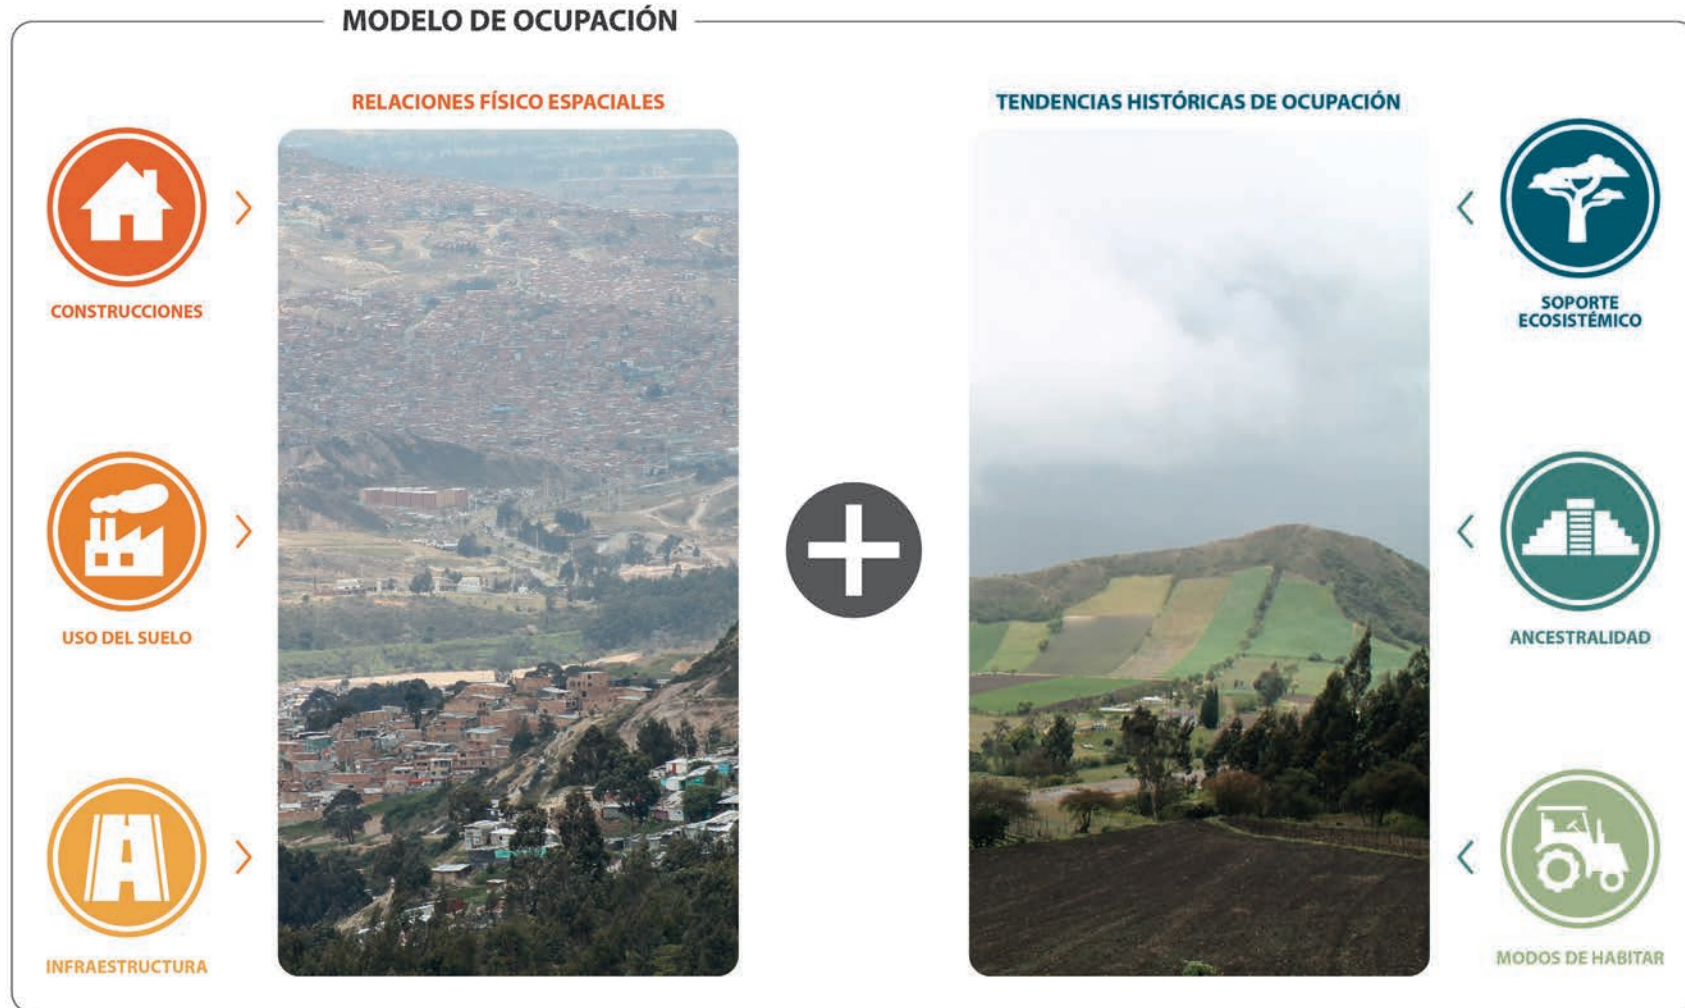 MODELO DE OCUPACIÓN
RELACIONES FÍSICO ESPACIALES
CONSTRUCCIONES
USO DEL SUELO
INFRAESTRUCTURA
TENDENCIAS HISTÓRICAS DE OCUPACIÓN
SOPORTE
ECOSISTÉMICO
ANCESTRALIDAD
MODOS DE HABITAR